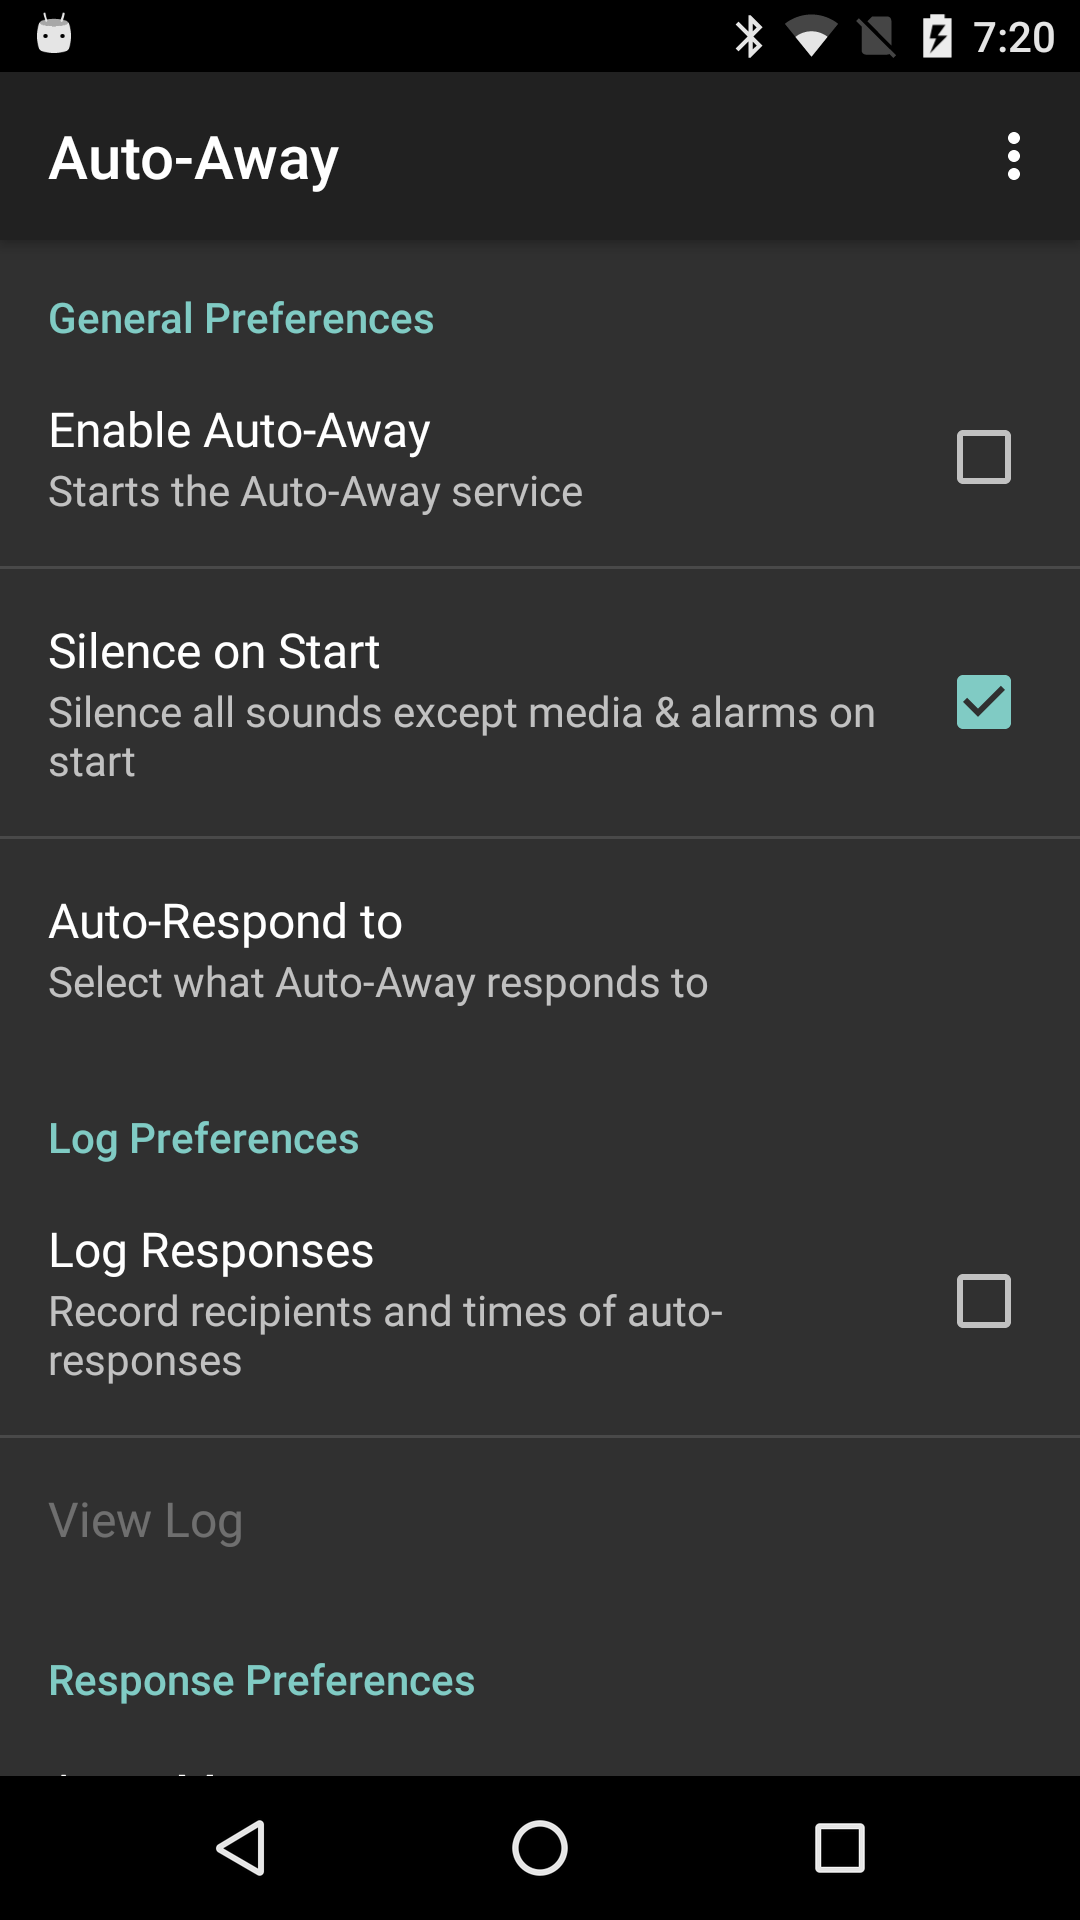 7:20
Auto-Away
General Preferences
Enable Auto-Away
Starts the Auto-Away service
Silence on Start
Silence all sounds except media & alarms on
start
Auto-Respond to
Select what Auto-Away responds to
Log Preferences
Log Responses
Record recipients and times of auto-
responses
View Log
Response Preferences